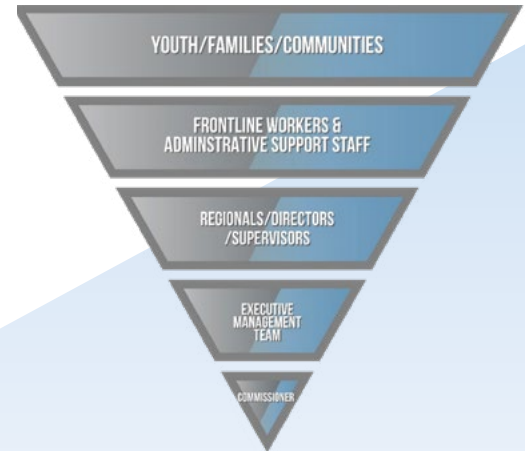 YOUTH/FAMILIES/COMMUNITIES
FRONTLINE WORKERS &
ADMINSTRATIVE SUPPORT STAFF
REGIONALS/DIRECTORS
/SUPERVISORS
EXECUTIVE
MANAGEMENT
TEAM
COMMISSIONER